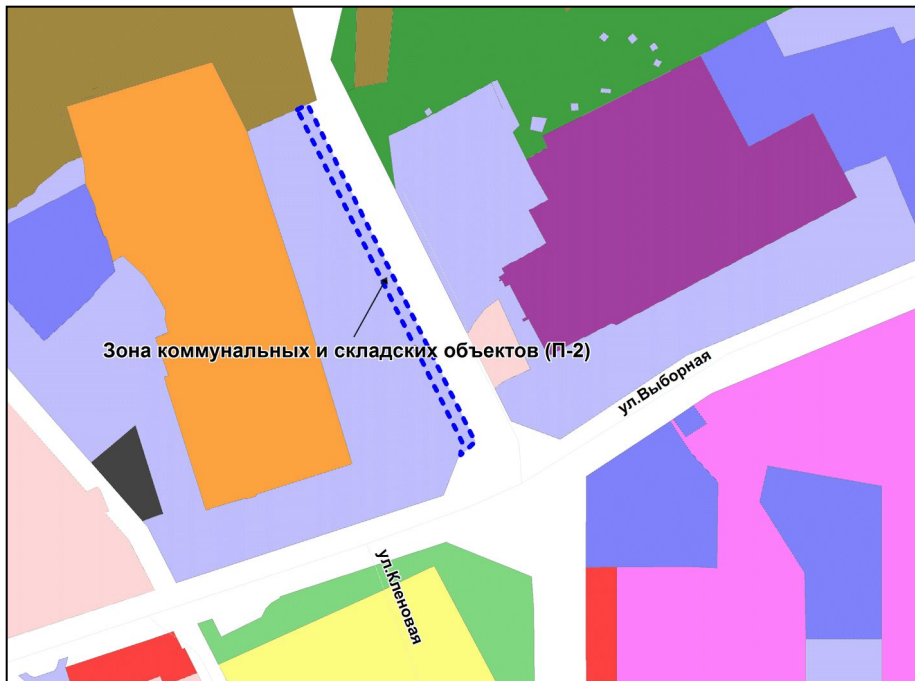 Зона коммунальных и складских объектов (П-2)
ул.Выборная
ул.Кленовая